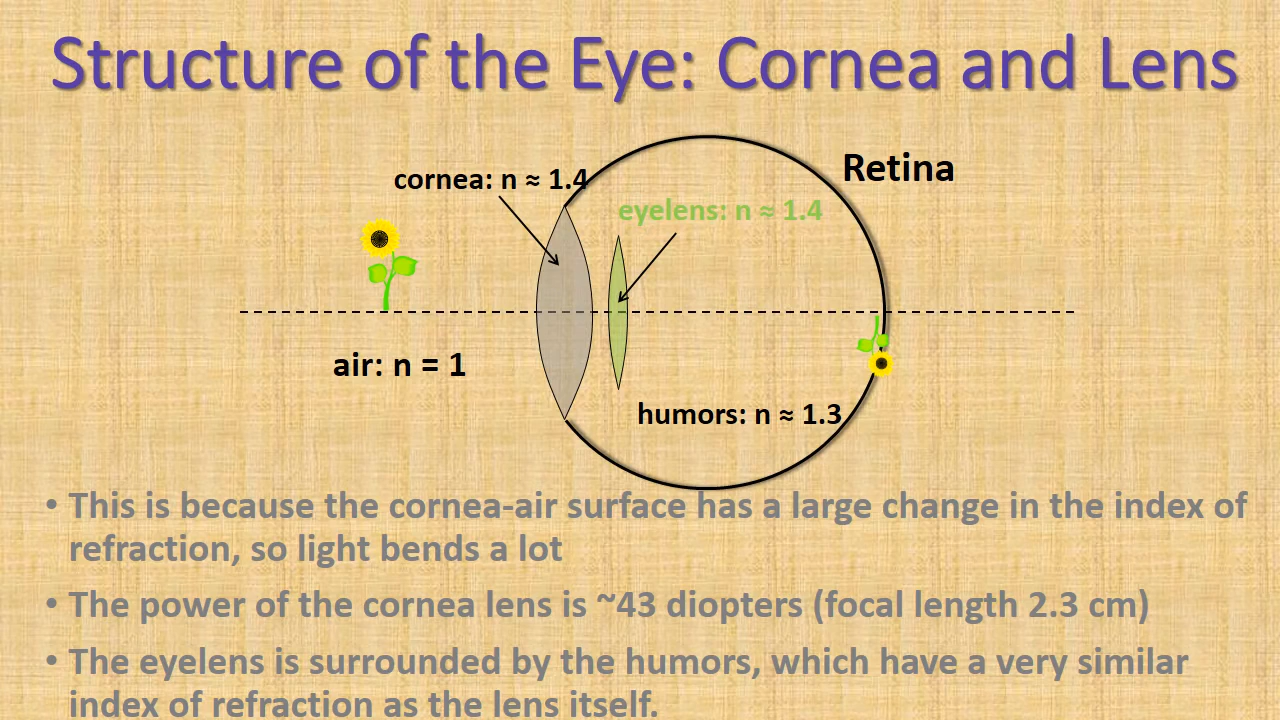 Structure of the Eye: Cornea and Lens
Retina
cornea: n ≈ 1.4
eyelens: n ≈ 1.4
air: n = 1
humors: n ≈ 1.3
• This is because the cornea-air surface has a large change in the index of
refraction, so light bends a lot
• The power of the cornea lens is ~43 diopters (focal length 2.3 cm)
• The eyelens is surrounded by the humors, which have a very similar
index of refraction as the lens itself.